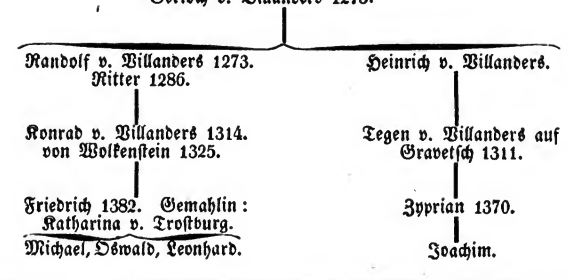 v. 1273.
Randolf v. Villanders 1273.
Ritter 1286.
Heinrich v. Villanders.
Konrad v. Villanders 1314.
von Wolkenstein 1325.
Tegen v. Villanders auf
Gravetsch 1311.
Friedrich 1382. Gemahlin:
Katharina v. Trostburg.
Zyprian 1370.
Michael, Oswald, Leonhard.
Joachim.